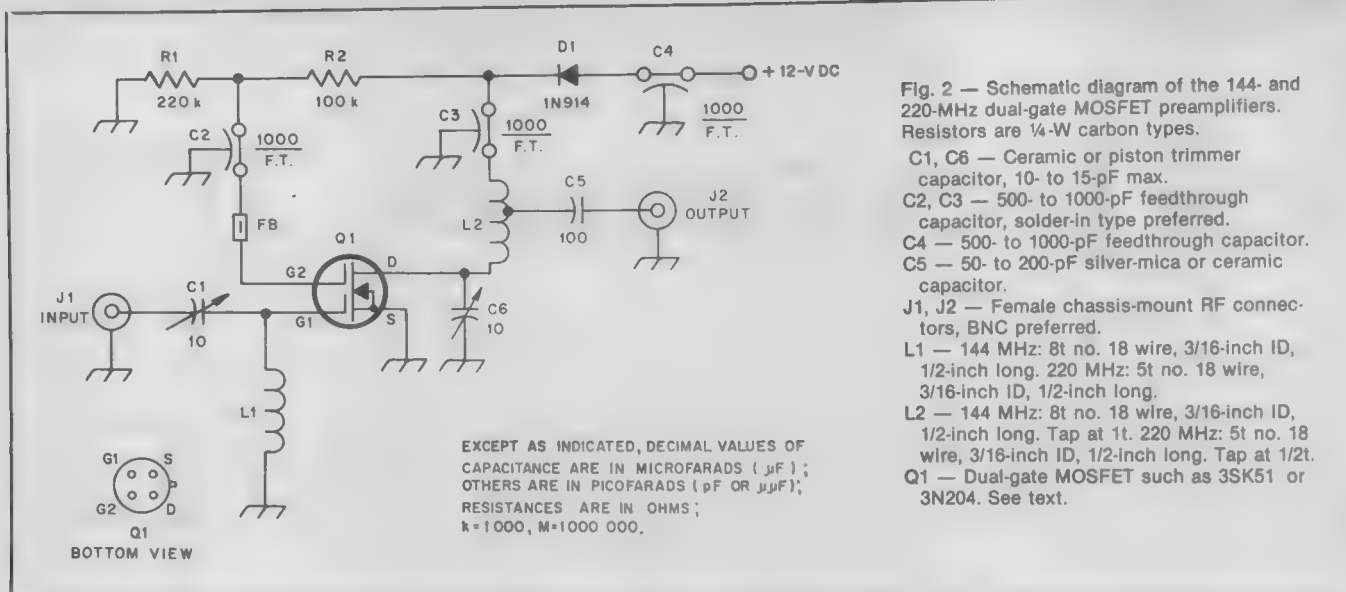 R1
220 k
R2
100 k
D1
1N914
C4
1000
F.T.
+ 12-V DC
C2
1000
F.T.
C3
1000
F.T.
FB
L2
C5
100
J2
OUTPUT
Q1
G2
D
G1
S
J1
INPUT
C1
10
C6
10
L1
G1
S
G2
D
Q1
BOTTOM VIEW
EXCEPT AS INDICATED, DECIMAL VALUES OF
CAPACITANCE ARE IN MICROFARADS ( µF ) ;
OTHERS ARE IN PICOFARADS ( pF OR µµF);
RESISTANCES ARE IN OHMS ;
k = 1000, M=1000 000.
Fig. 2 — Schematic diagram of the 144- and
220-MHz dual-gate MOSFET preamplifiers.
Resistors are ¼-W carbon types.
C1, C6 — Ceramic or piston trimmer
capacitor, 10- to 15-pF max.
C2, C3 — 500- to 1000-pF feedthrough
capacitor, solder-in type preferred.
C4 — 500- to 1000-pF feedthrough capacitor.
C5 — 50- to 200-pF silver-mica or ceramic
capacitor.
J1, J2 — Female chassis-mount RF connec-
tors, BNC preferred.
L1 — 144 MHz: 8t no. 18 wire, 3/16-inch ID,
1/2-inch long. 220 MHz: 5t no. 18 wire,
3/16-inch ID, 1/2-inch long.
L2 — 144 MHz: 8t no. 18 wire, 3/16-inch ID,
1/2-inch long. Tap at 1t. 220 MHz: 5t no. 18
wire, 3/16-inch ID, 1/2-inch long. Tap at 1/2t.
Q1 — Dual-gate MOSFET such as 3SK51 or
3N204. See text.